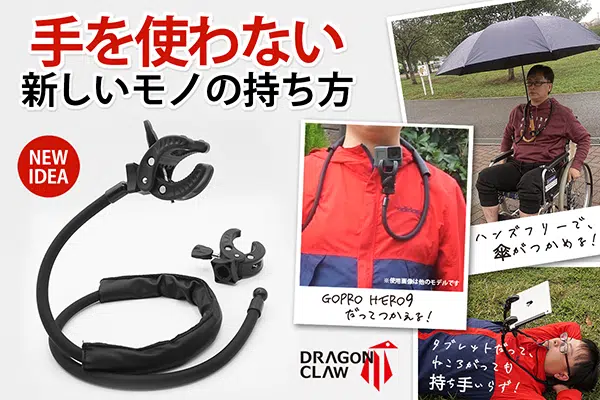 手を使わない
新しいモノの持ち方
NEW
IDEA
※使用画像は他のモデルです
GOPRO HERO9
だってつかえる!
ハンズフリーで、
傘がつかめる!
タブレットだって、
ねころがっても
持ち手いらず!
DRAGON
CLAW